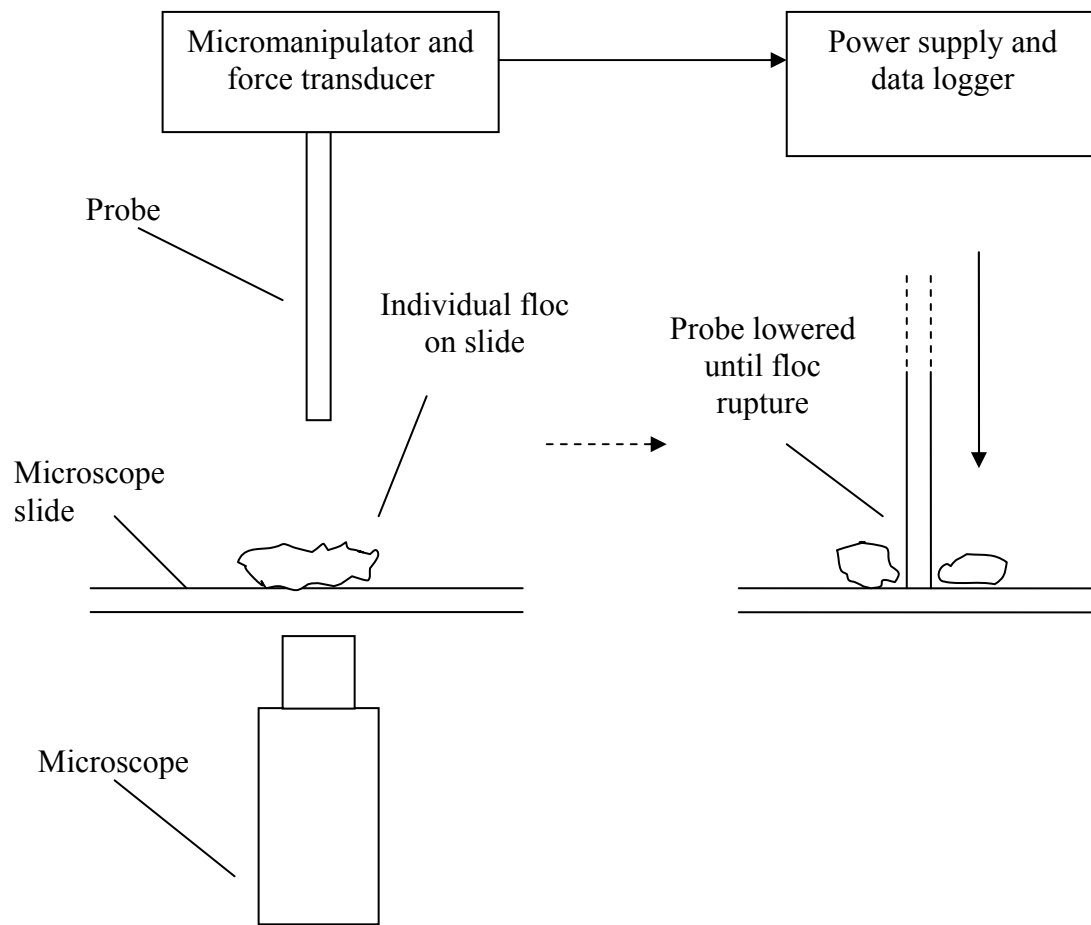 Micromanipulator and
force transducer
Power supply and
data logger
Probe
Individual floc
on slide
Probe lowered
until floc
rupture
Microscope
slide
Microscope